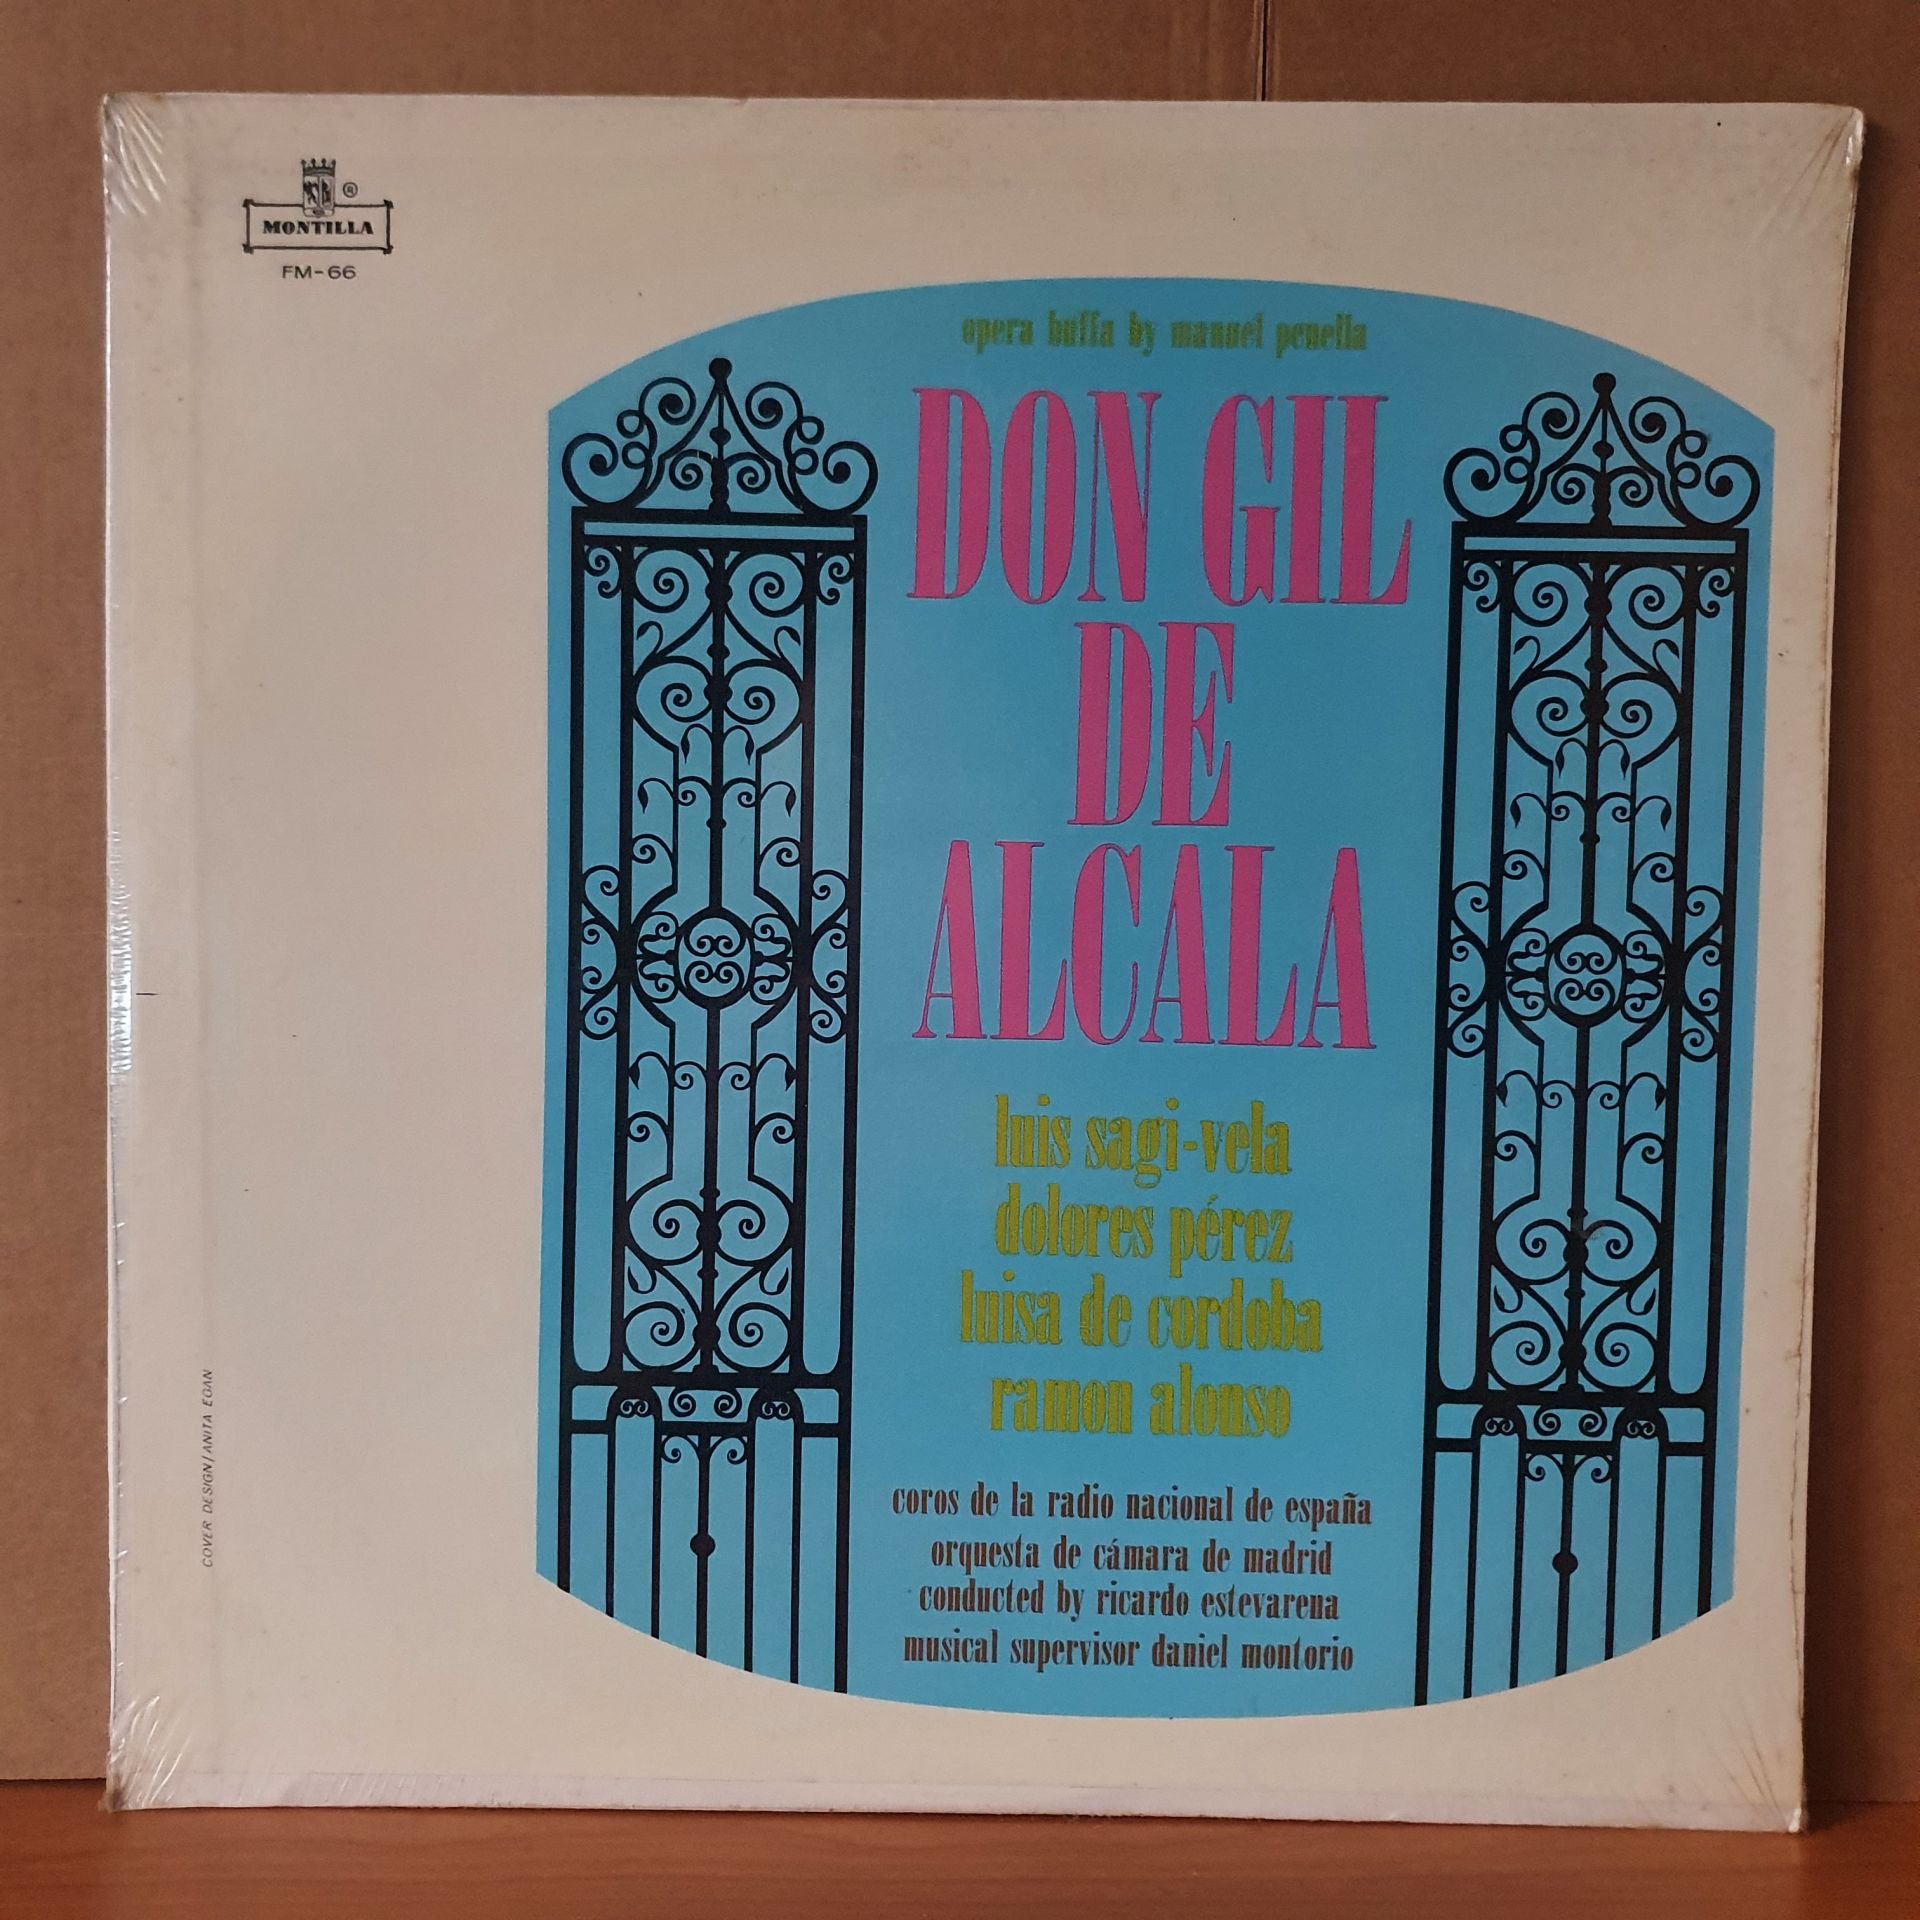 MONTILLA ®
FM-66
opera buffa by manuel penella
DON GIL
DE
ALCALA
luis sagi-vela
dolores pérez
luisa de cordoba
ramon alonso
coros de la radio nacional de españa
orquesta de cámara de madrid
conducted by ricardo estevarena
musical supervisor daniel montorio
COVER DESIGN/ANITA EGAN